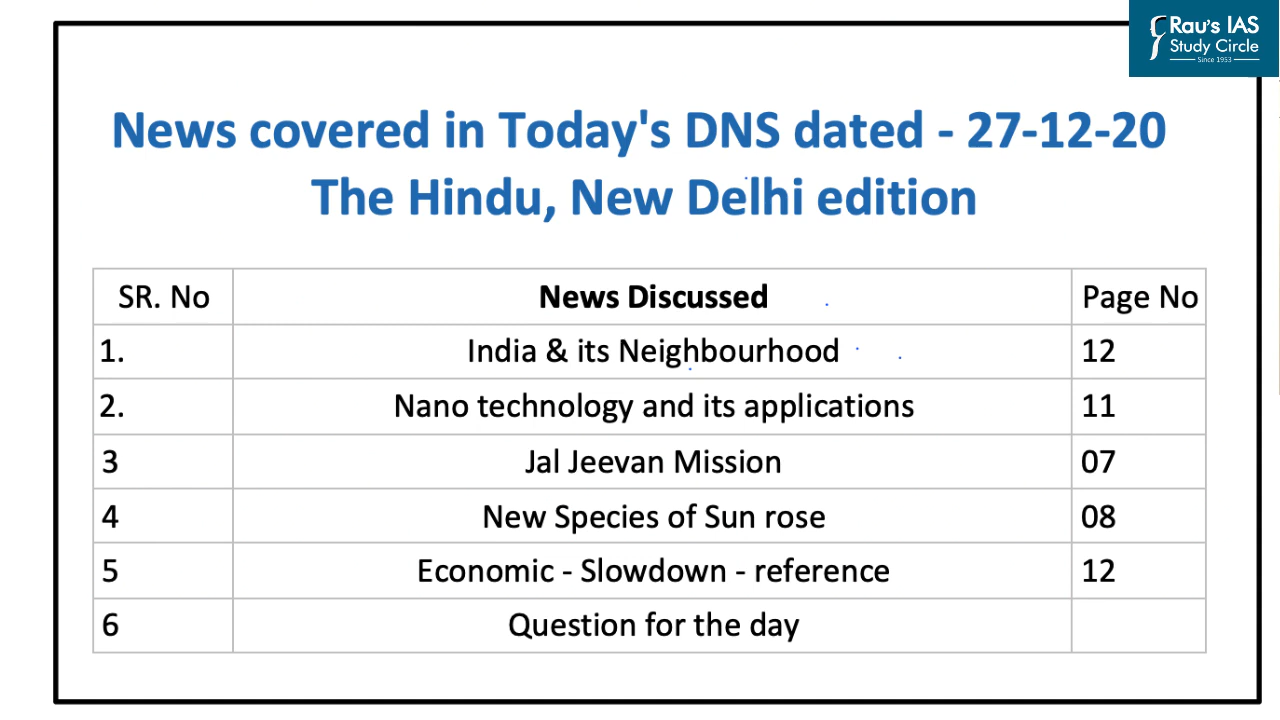 Rau's IAS
Study Circle
Since 1953
News covered in Today's DNS dated - 27-12-20
The Hindu, New Delhi edition
SR. No News Discussed Page No
1. India & its Neighbourhood 12
2. Nano technology and its applications 11
3 Jal Jeevan Mission 07
4 New Species of Sun rose 08
5 Economic - Slowdown - reference 12
6 Question for the day